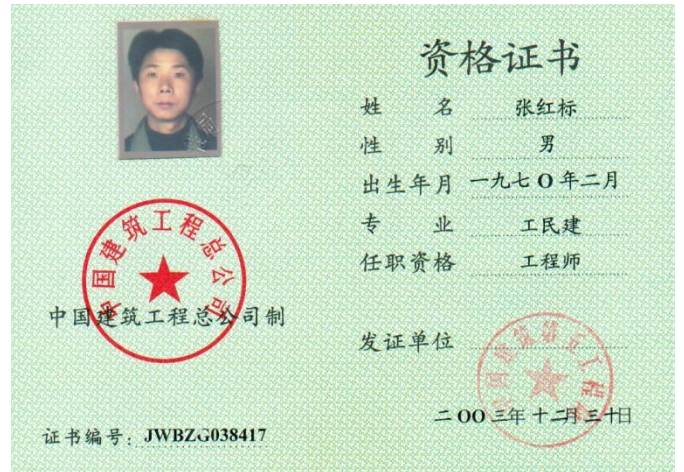 中国建筑工程总公司
中国建筑工程总公司制
证书编号：JWBZG038417
资格证书
姓 名 张红标
性 别 男
出生年月 一九七O年二月
专 业 工民建
任职资格 工程师
发证单位
二OO三年十二月三十日